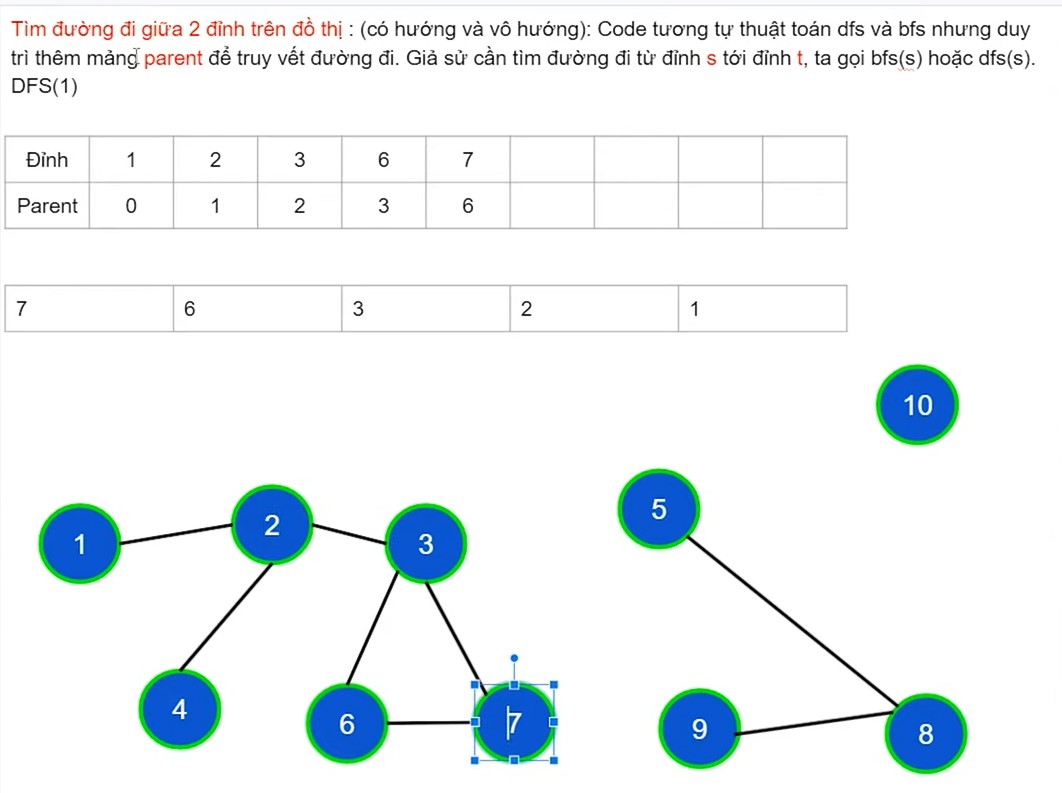 Tìm đường đi giữa 2 đỉnh trên đồ thị : (có hướng và vô hướng): Code tương tự thuật toán dfs và bfs nhưng duy
trì thêm mảng parent để truy vết đường đi. Giả sử cần tìm đường đi từ đỉnh s tới đỉnh t, ta gọi bfs(s) hoặc dfs(s).
DFS(1)
Đỉnh 1 2 3 6 7
Parent 0 1 2 3 6
7 6 3 2 1
10
5
2
1 3
4
6 7
9 8